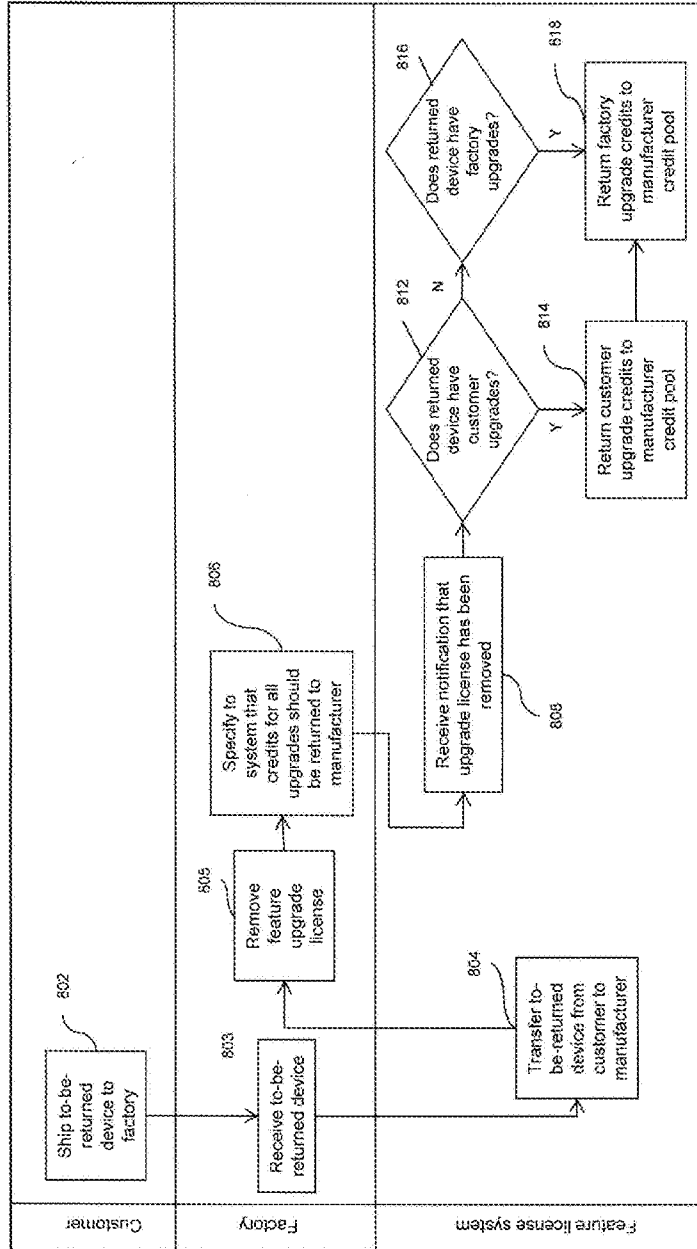 Customer
802
Ship to-be-
returned
device to
factory
Factory
803
Receive to-be-
returned device
805
Remove
feature
upgrade
license
806
Specify to
system that
credits for all
upgrades should
be returned to
manufacturer
Feature license system
804
Transfer to-
be-returned
device from
customer to
manufacturer
Receive notification that
upgrade license has been
removed
808
812
Does returned
device have
customer
upgrades?
N
Y
814
Return customer
upgrade credits to
manufacturer
credit pool
816
Does returned
device have
factory
upgrades?
Y
818
Return factory
upgrade credits to
manufacturer
credit pool